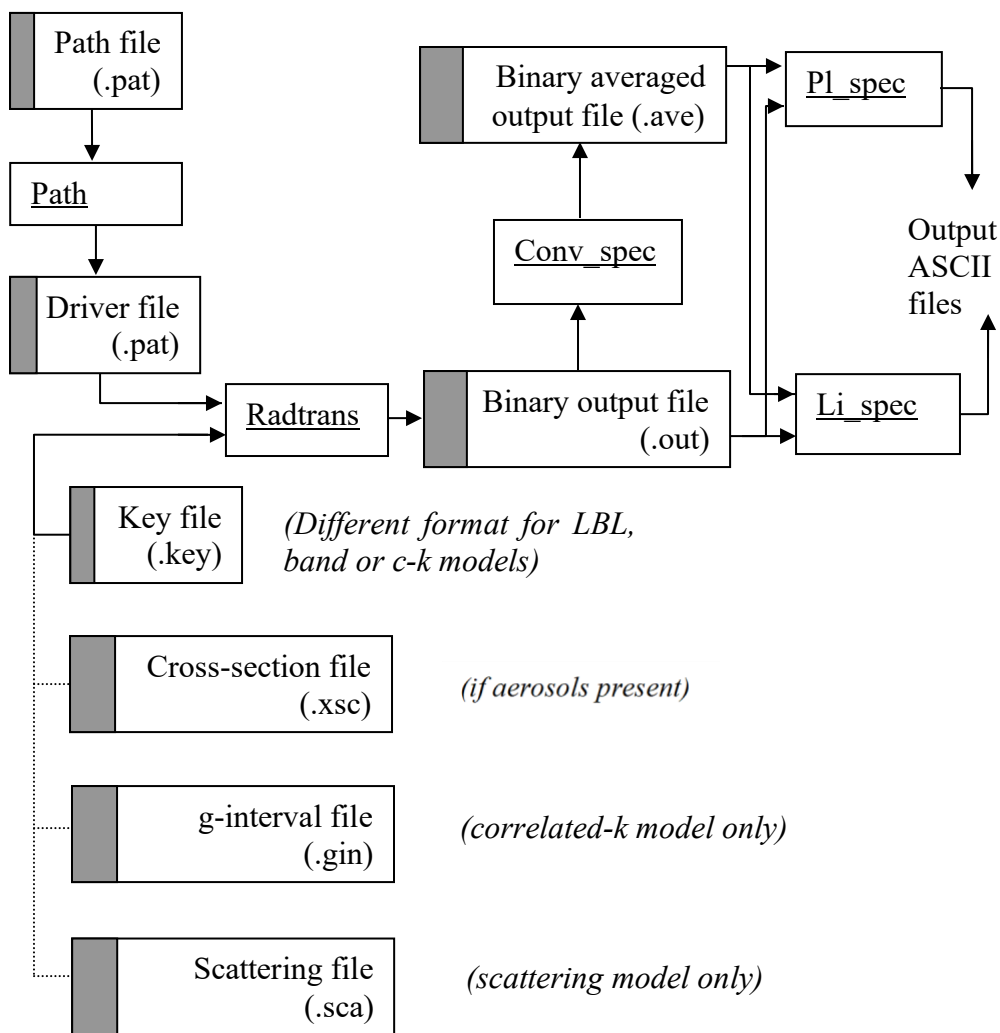 Path file
(.pat)
Path
Driver file
(.pat)
Binary averaged
output file (.ave)
Pl_spec
Conv_spec
Output
ASCII
files
Radtrans
Binary output file
(.out)
Li_spec
Key file
(.key)
(Different format for LBL,
band or c-k models)
Cross-section file
(.xsc)
(if aerosols present)
g-interval file
(.gin)
(correlated-k model only)
Scattering file
(.sca)
(scattering model only)